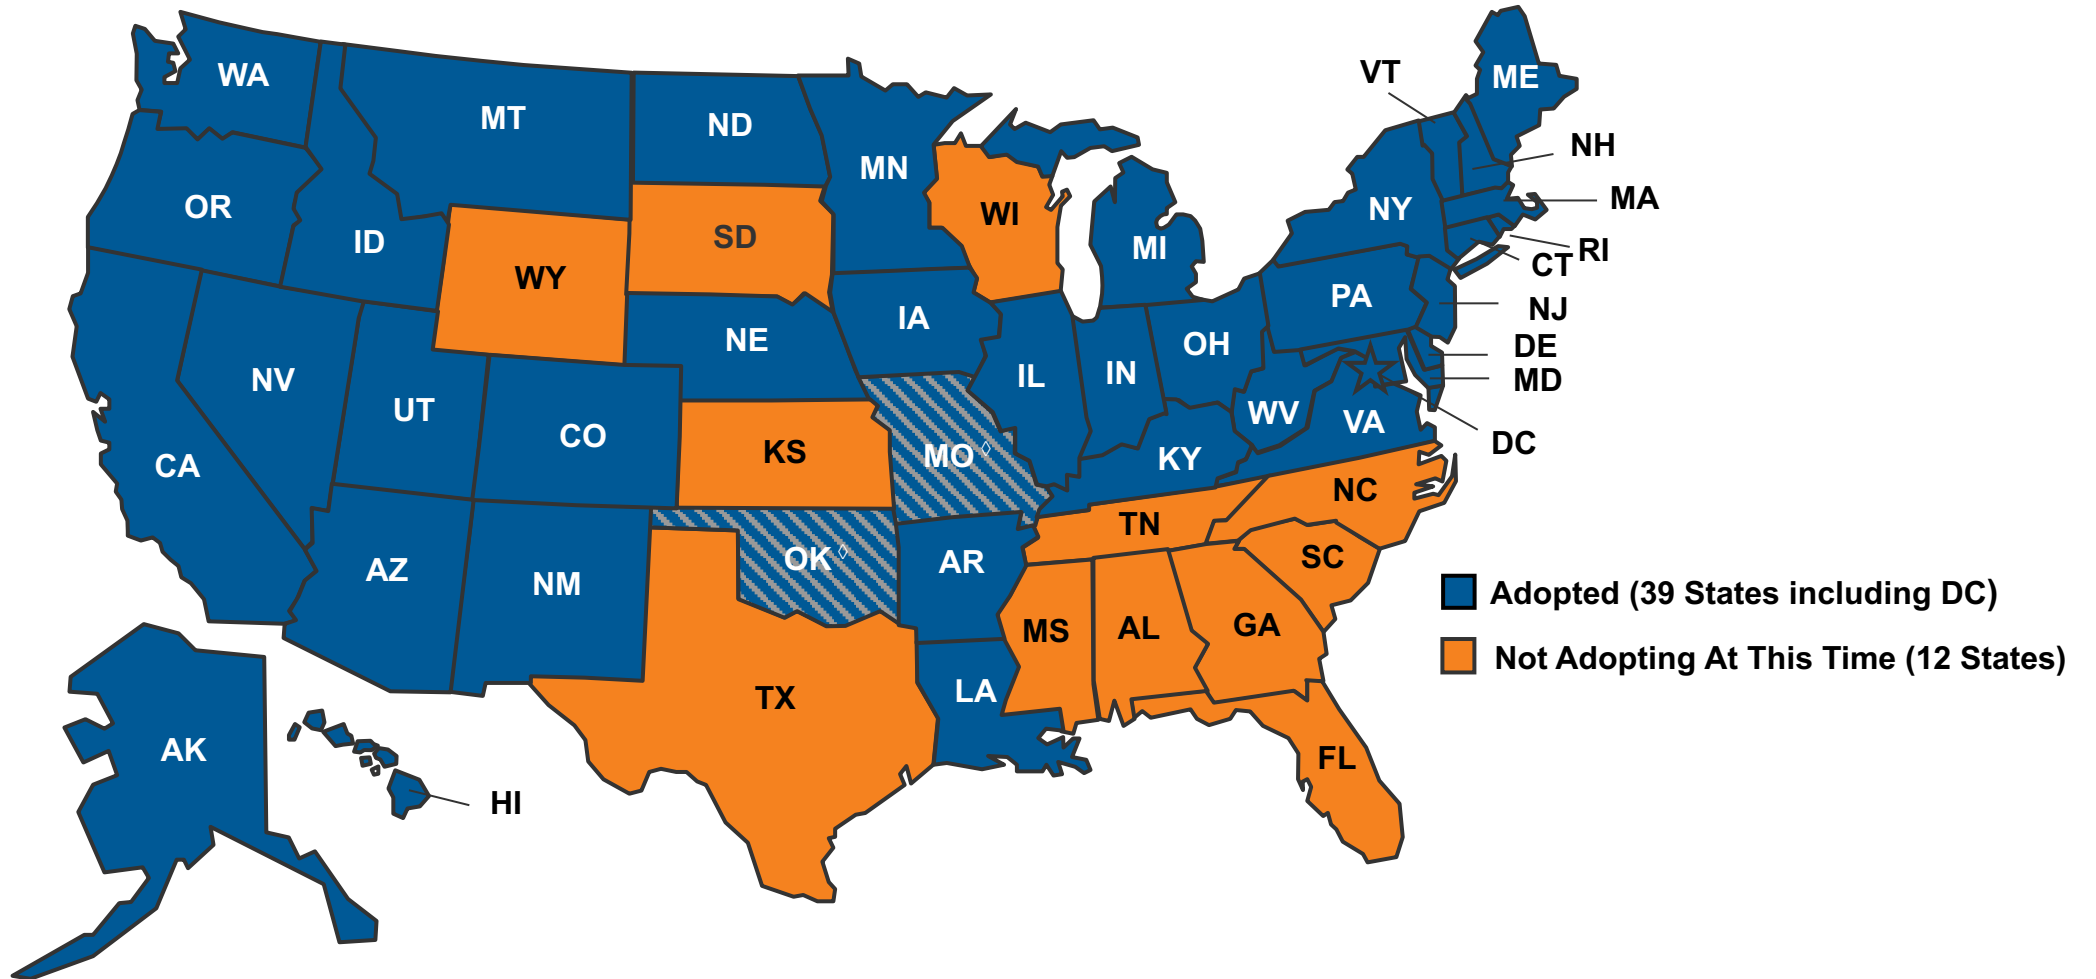 WA
MT
ND
MN
ME
VT
NH
MA
RI
CT
NJ
DE
MD
DC
OR
ID
WY
SD
WI
MI
NY
PA
NV
UT
CO
NE
IA
IL
IN
OH
WV
VA
KY
CA
KS
MO ◊
NC
TN
SC
AZ
NM
OK ◊
AR
MS
AL
GA
TX
LA
FL
AK
HI
Adopted (39 States including DC)
Not Adopting At This Time (12 States)